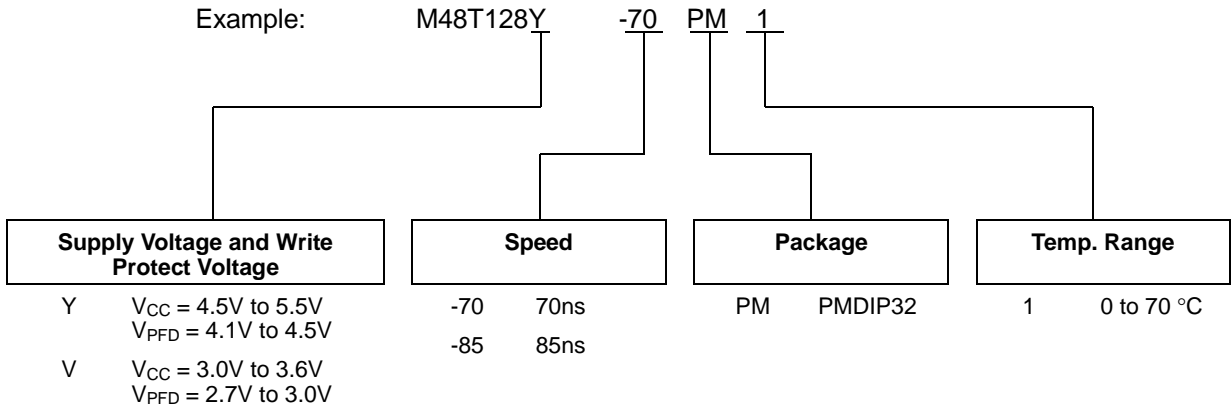 Example: M48T128Y -70 PM 1
Supply Voltage and Write
Protect Voltage
Speed
Package
Temp. Range
Y VCC = 4.5V to 5.5V
VPFD = 4.1V to 4.5V
-70 70ns
PM PMDIP32
1 0 to 70 °C
-85 85ns
V VCC = 3.0V to 3.6V
VPFD = 2.7V to 3.0V